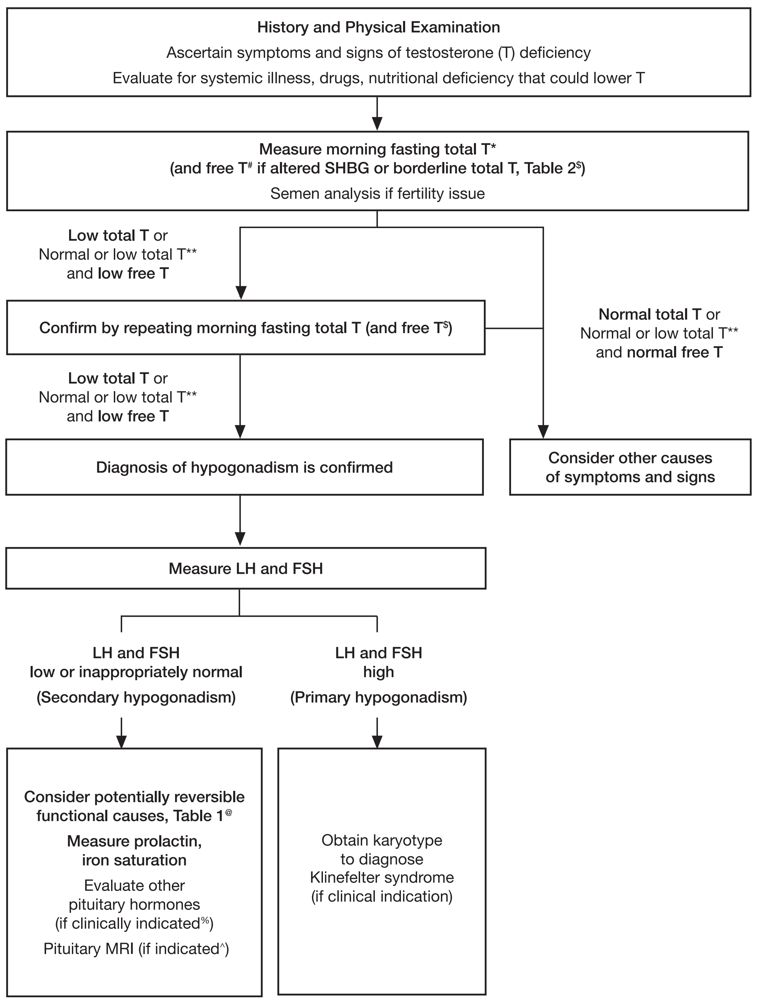 History and Physical Examination
Ascertain symptoms and signs of testosterone (T) deficiency
Evaluate for systemic illness, drugs, nutritional deficiency that could lower T
Measure morning fasting total T*
(and free T# if altered SHBG or borderline total T, Table 2$)
Semen analysis if fertility issue
Low total T or
Normal or low total T**
and low free T
Confirm by repeating morning fasting total T (and free T$)
Normal total T or
Normal or low total T**
and normal free T
Low total T or
Normal or low total T**
and low free T
Diagnosis of hypogonadism is confirmed
Consider other causes
of symptoms and signs
Measure LH and FSH
LH and FSH
low or inappropriately normal
(Secondary hypogonadism)
LH and FSH
high
(Primary hypogonadism)
Consider potentially reversible
functional causes, Table 1@
Measure prolactin,
iron saturation
Evaluate other
pituitary hormones
(if clinically indicated%)
Pituitary MRI (if indicated^)
Obtain karyotype
to diagnose
Klinefelter syndrome
(if clinical indication)